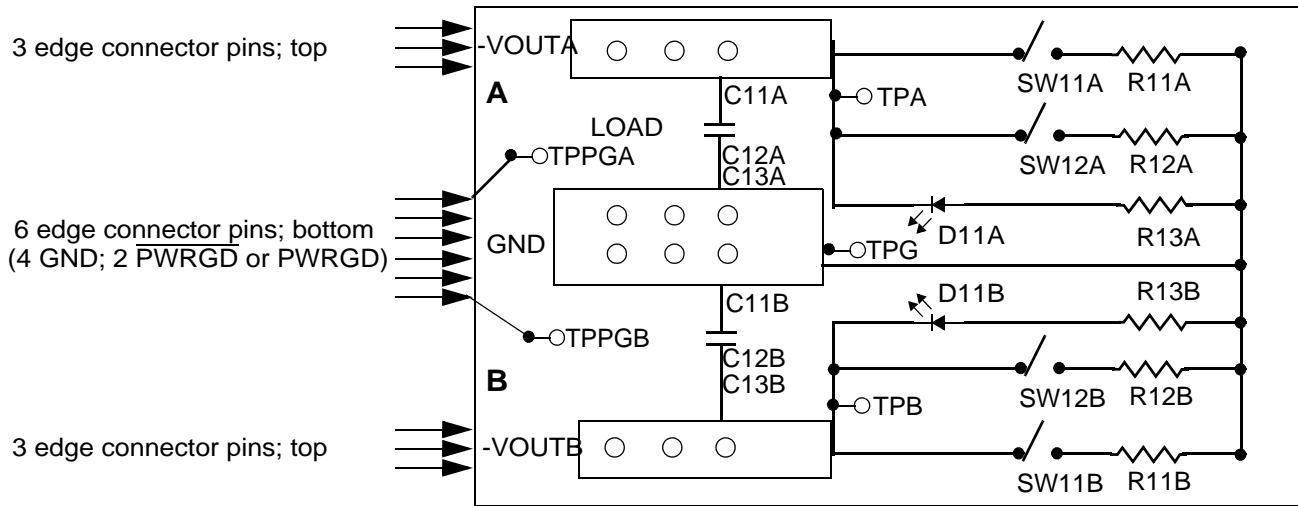 3 edge connector pins; top
-VOUTA
A
C11A
SW11A
R11A
TPA
LOAD
C12A
C13A
SW12A
R12A
TPPGA
6 edge connector pins; bottom
(4 GND; 2 P̅W̅R̅G̅D̅ or PWRGD)
GND
D11A
R13A
TPG
C11B
D11B
R13B
TPPGB
C12B
C13B
B
SW12B
R12B
TPB
3 edge connector pins; top
-VOUTB
SW11B
R11B